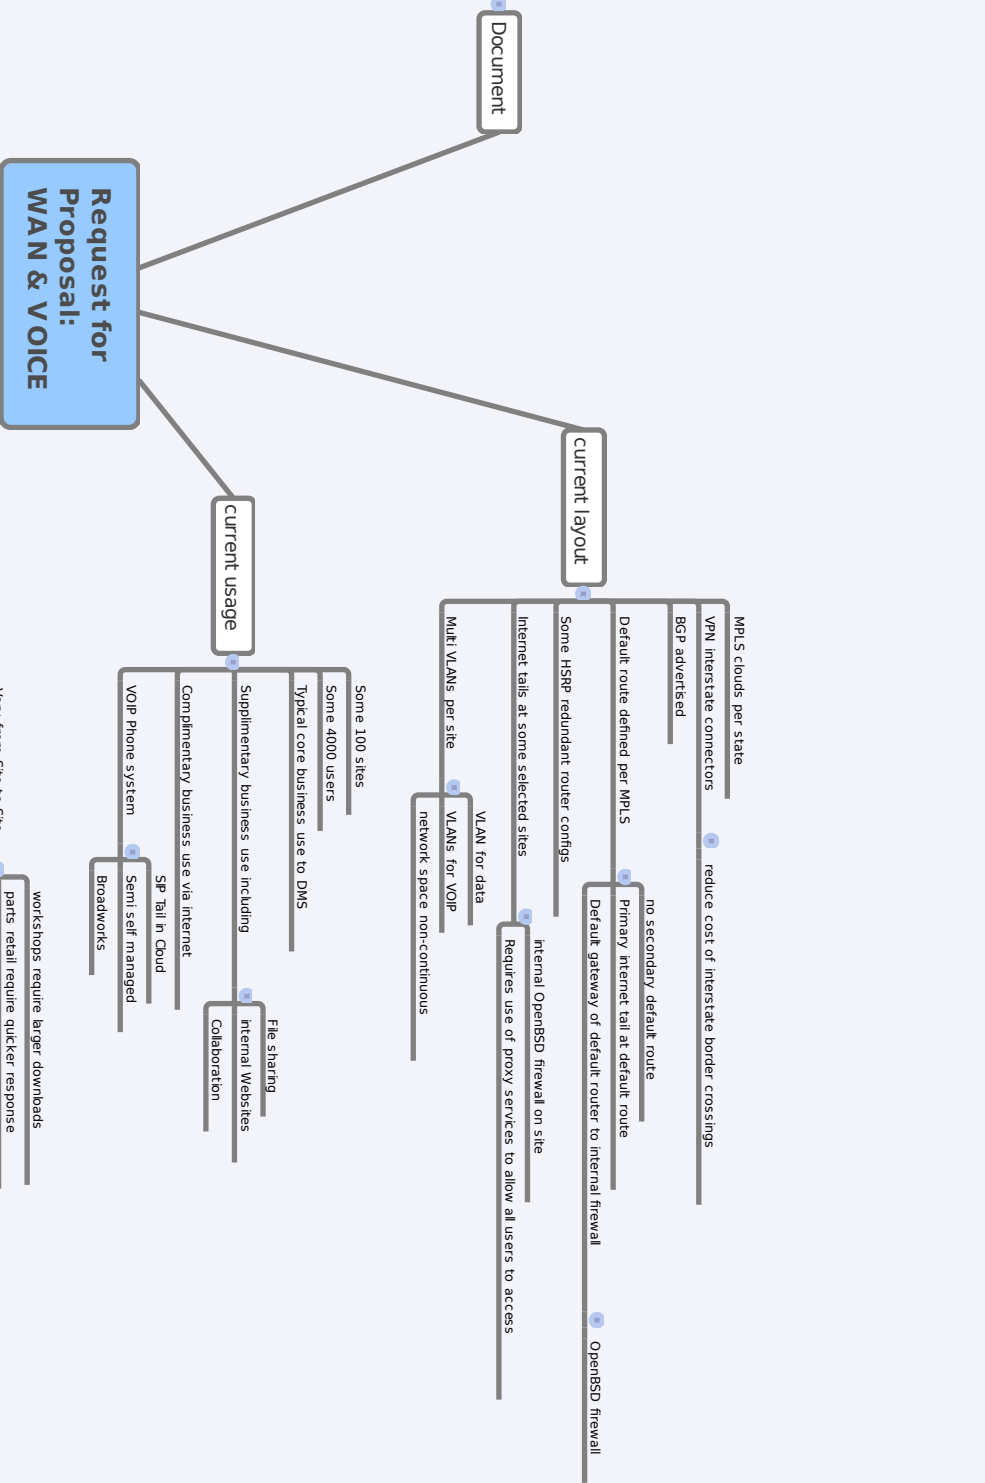 Document
Request for
Proposal:
WAN & VOICE
current layout
MPLS clouds per state
VPN interstate connectors
reduce cost of interstate border crossings
BGP advertised
Default route defined per MPLS
no secondary default route
Primary internet tail at default route
Default gateway of default router to internal firewall
OpenBSD firewall
Some HSRP redundant router configs
Internet tails at some selected sites
internal OpenBSD firewall on site
Requires use of proxy services to allow all users to access
Multi VLANs per site
VLAN for data
VLANs for VOIP
network space non-continuous
current usage
Some 100 sites
Some 4000 users
Typical core business use to DMS
Supplimentary business use including
File sharing
internal Websites
Collaboration
Complimentary business use via internet
VOIP Phone system
SIP Tail in Cloud
Semi self managed
Broadworks
workshops require larger downloads
parts retail require quicker response